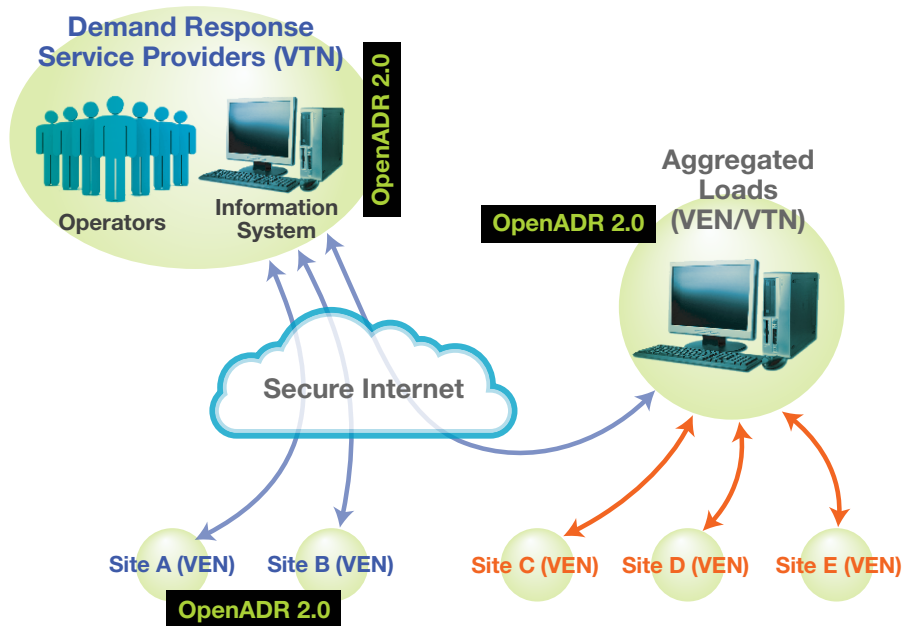 Demand Response
Service Providers (VTN)
OpenADR 2.0
Operators
Information
System
Aggregated
Loads
(VEN/VTN)
OpenADR 2.0
Secure Internet
Site A (VEN)
Site B (VEN)
OpenADR 2.0
Site C (VEN)
Site D (VEN)
Site E (VEN)